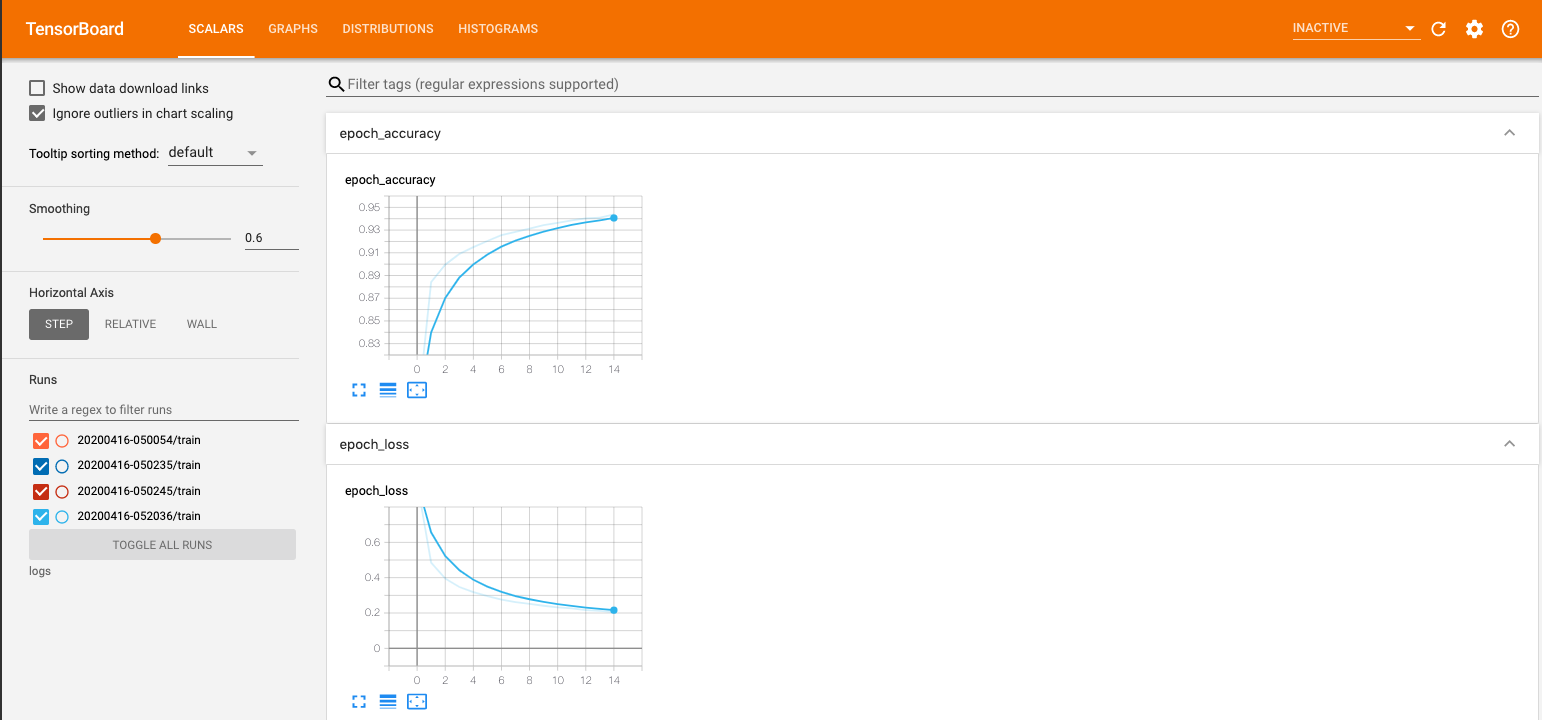 TensorBoard SCALARS GRAPHS DISTRIBUTIONS HISTOGRAMS INACTIVE
Show data download links
Ignore outliers in chart scaling
Tooltip sorting method: default
Smoothing
0.6
Horizontal Axis
STEP RELATIVE WALL
Runs
Write a regex to filter runs
20200416-050054/train
20200416-050235/train
20200416-050245/train
20200416-052036/train
TOGGLE ALL RUNS
logs
Filter tags (regular expressions supported)
epoch_accuracy
epoch_accuracy
0.95
0.93
0.91
0.89
0.87
0.85
0.83
0 2 4 6 8 10 12 14
epoch_loss
epoch_loss
0.6
0.4
0.2
0
0 2 4 6 8 10 12 14